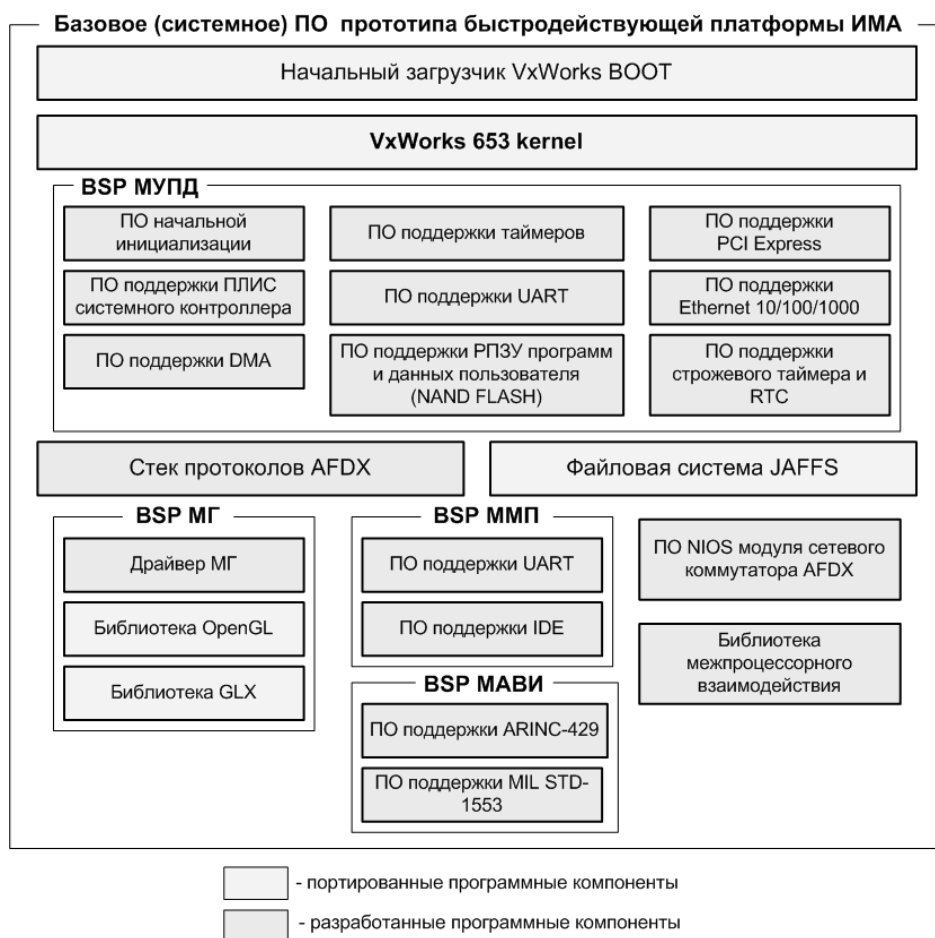 Базовое (системное) ПО прототипа быстродействующей платформы ИМА
Начальный загрузчик VxWorks BOOT
VxWorks 653 kernel
BSP МУПД
ПО начальной
инициализации
ПО поддержки таймеров
ПО поддержки
PCI Express
ПО поддержки ПЛИС
системного контроллера
ПО поддержки UART
ПО поддержки
Ethernet 10/100/1000
ПО поддержки DMA
ПО поддержки РПЗУ программ
и данных пользователя
(NAND FLASH)
ПО поддержки
строжевого таймера и
RTC
Стек протоколов AFDX
Файловая система JAFFS
BSP МГ
Драйвер МГ
Библиотека OpenGL
Библиотека GLX
BSP ММП
ПО поддержки UART
ПО поддержки IDE
BSP МАВИ
ПО поддержки ARINC-429
ПО поддержки MIL STD-
1553
ПО NIOS модуля сетевого
коммутатора AFDX
Библиотека
межпроцессорного
взаимодействия
- портированные программные компоненты
- разработанные программные компоненты